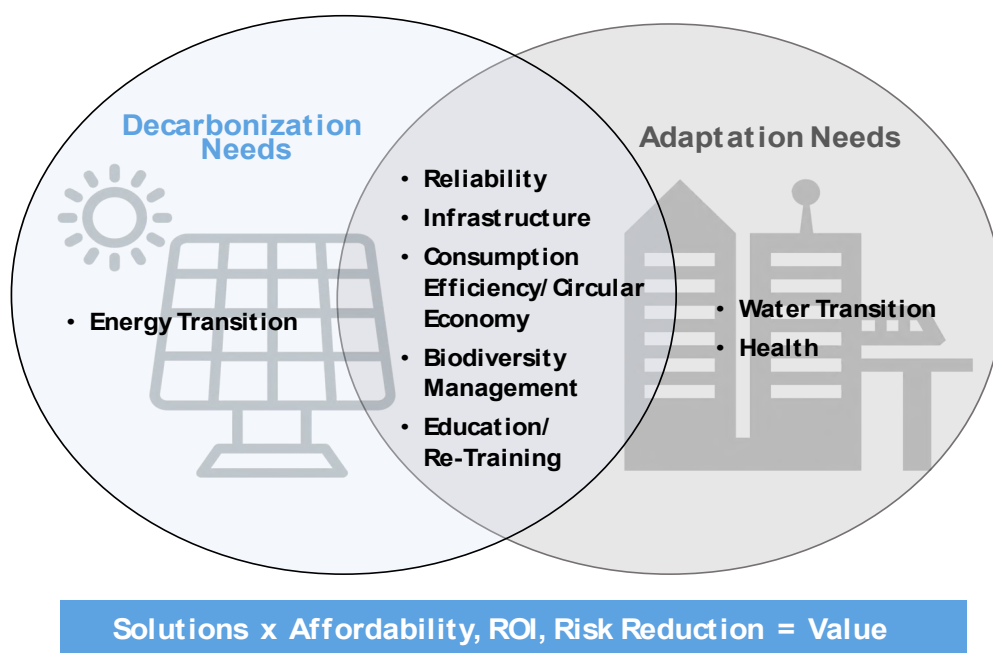 Decarbonization
Needs
• Energy Transition
• Reliability
• Infrastructure
• Consumption
Efficiency/ Circular
Economy
• Biodiversity
Management
• Education/
Re-Training
Adaptation Needs
• Water Transition
• Health
Solutions x Affordability, ROI, Risk Reduction = Value